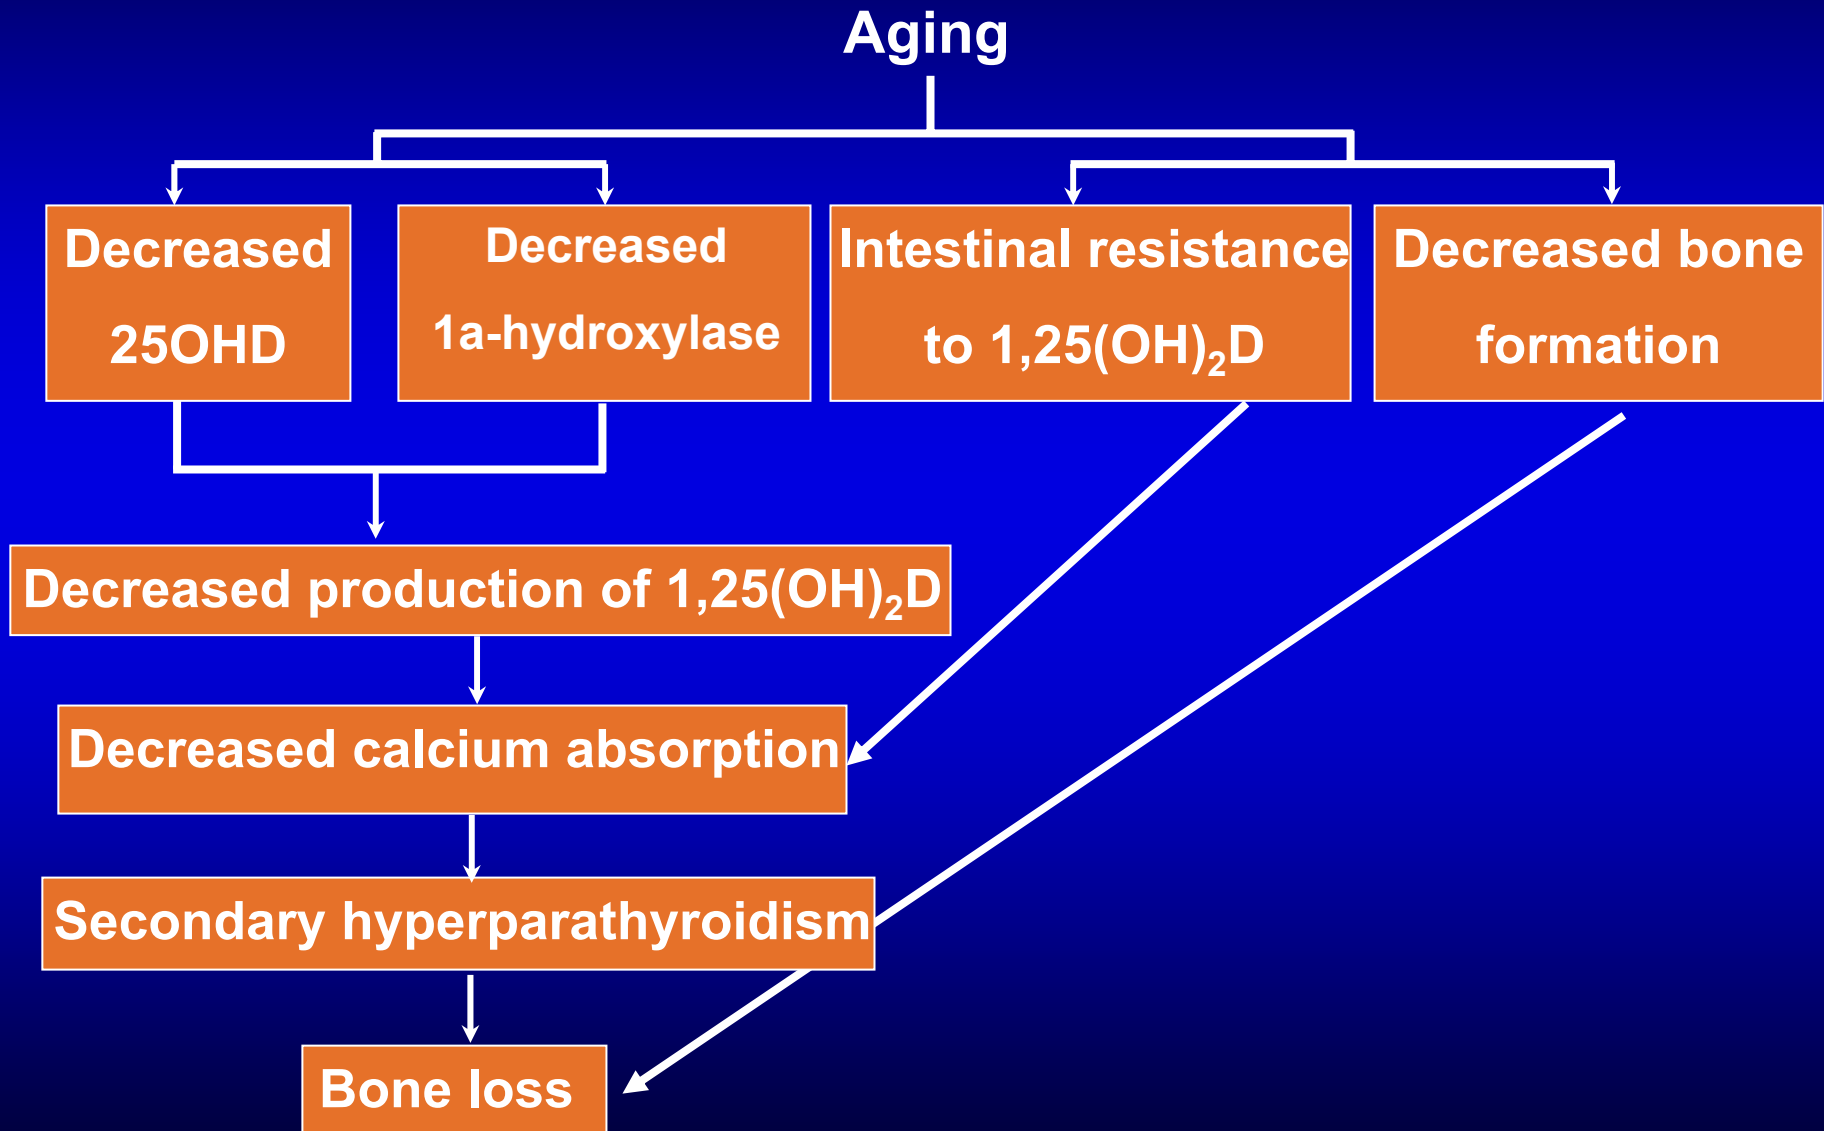 Aging
Decreased
25OHD
Decreased
1a-hydroxylase
Intestinal resistance
to 1,25(OH)₂D
Decreased bone
formation
Decreased production of 1,25(OH)₂D
Decreased calcium absorption
Secondary hyperparathyroidism
Bone loss